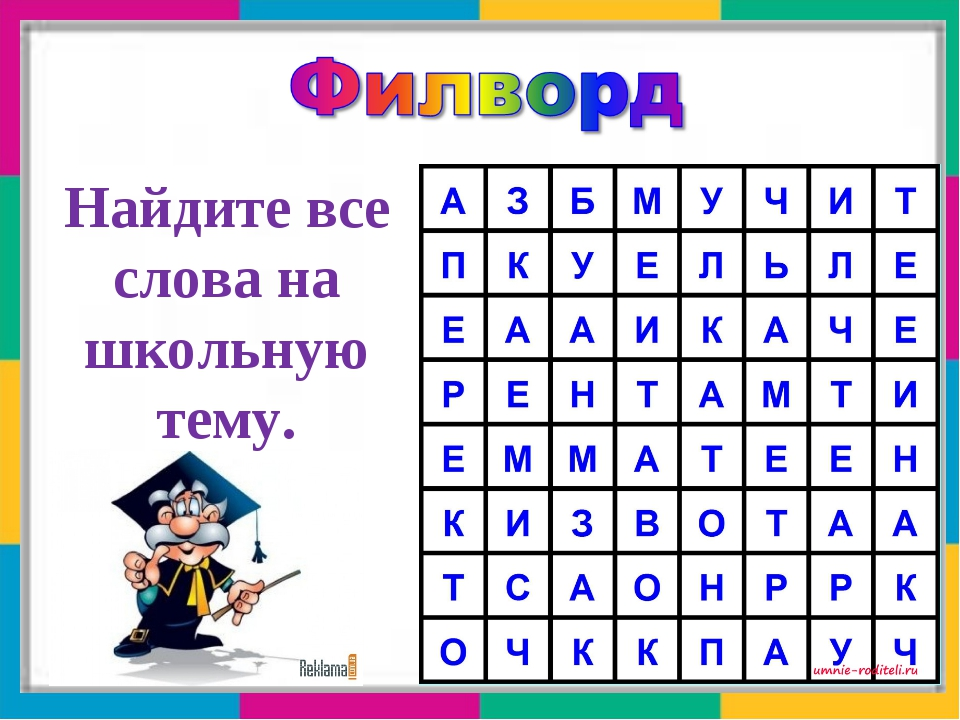 Филворд
Найдите все
слова на
школьную
тему.
А З Б М У Ч И Т
П К У Е Л Ь Л Е
Е А А И К А Ч Е
Р Е Н Т А М Т И
Е М М А Т Е Е Н
К И З В О Т А А
Т С А О Н Р Р К
О Ч К К П А У Ч
Reklama
umnie-roditeli.ru